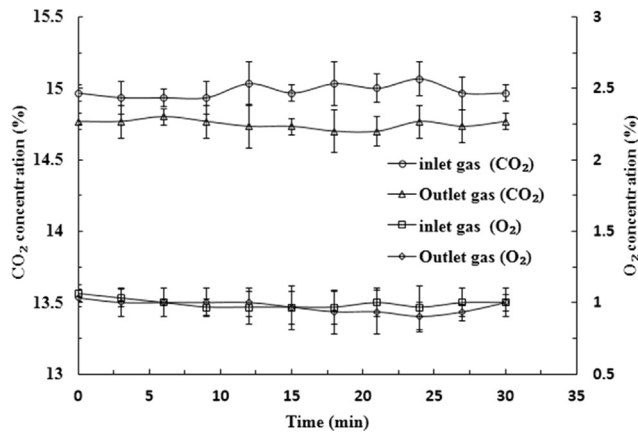 15.5
15
14.5
14
13.5
13
CO₂ concentration (%)
3
2.5
2
1.5
1
0.5
O₂ concentration (%)
inlet gas (CO₂)
Outlet gas (CO₂)
inlet gas (O₂)
Outlet gas (O₂)
0 5 10 15 20 25 30 35
Time (min)